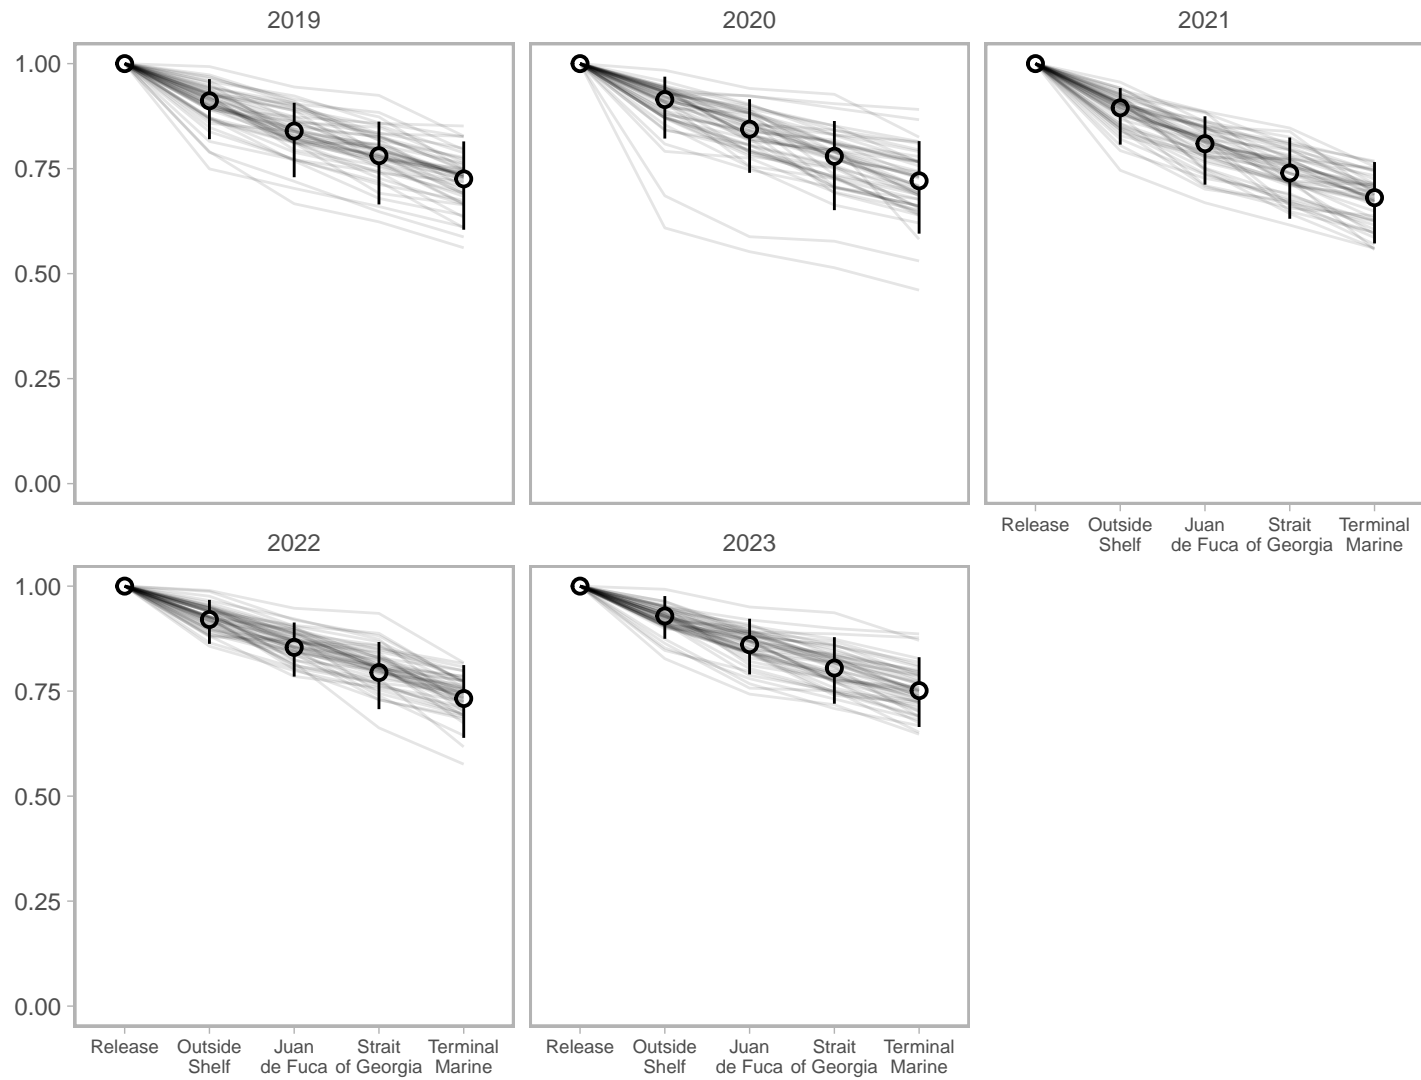 2019
2020
2021
1.00
0.75
0.50
0.25
0.00
Release
Outside
Shelf
Juan
de Fuca
Strait
of Georgia
Terminal
Marine
2022
2023
1.00
0.75
0.50
0.25
0.00
Release
Outside
Shelf
Juan
de Fuca
Strait
of Georgia
Terminal
Marine
Release
Outside
Shelf
Juan
de Fuca
Strait
of Georgia
Terminal
Marine